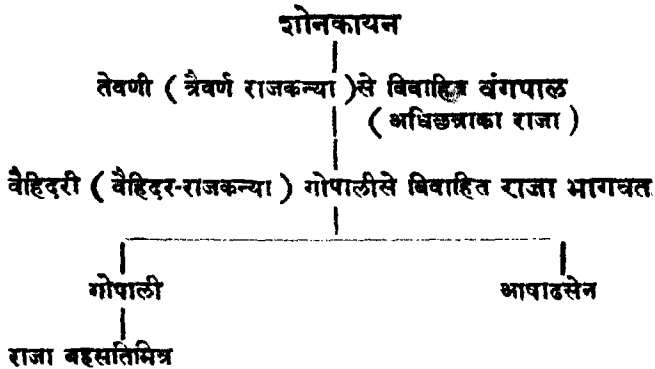 शोनकायन
तेवणी ( त्रैवर्ण राजकन्या )से विवाहित वंगपाल
( अधिछत्राका राजा )
वैहिदरी ( वैहिदर-राजकन्या ) गोपालीसे विवाहित राजा भागवत
गोपाली आषाढसेन
राजा बहसतिमित्र